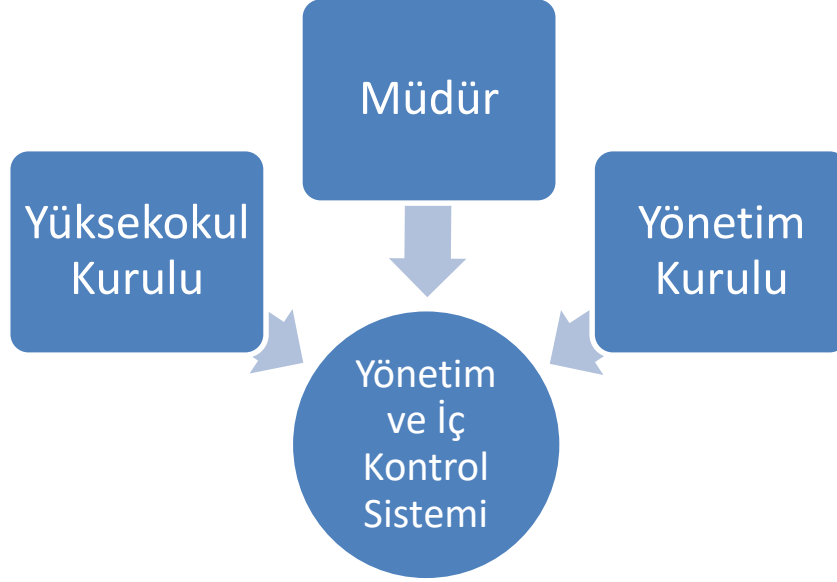 Müdür
Yüksekokul
Kurulu
Yönetim
Kurulu
Yönetim
ve İç
Kontrol
Sistemi